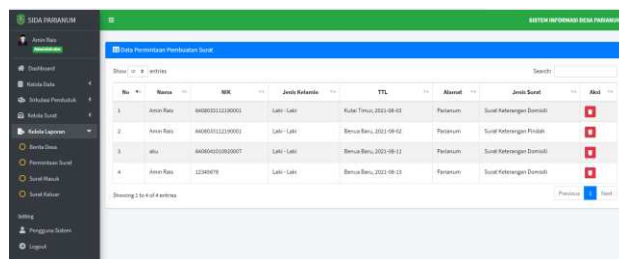 SIDA PARIANUM
SISTEM INFORMASI DESA PARIANUM
Amin Rais
Administrator
Dashboard
Kelola Data
Sirkulasi Penduduk
Kelola Surat
Kelola Laporan
Berita Desa
Permintaan Surat
Surat Masuk
Surat Keluar
Setting
Pengguna Sistem
Logout
Data Permintaan Pembuatan Surat
Show 10 entries
Search:
No Nama NIK Jenis Kelamin TTL Alamat Jenis Surat Aksi
1 Amin Rais Laki - Laki Kutai Timur, 2021-08-03 Parianum Surat Keterangan Domisili
2 Amin Rais Laki - Laki Benua Baru, 2021-08-02 Parianum Surat Keterangan Pindah
3 aku Laki - Laki Benua Baru, 2021-08-11 Parianum Surat Keterangan Domisili
4 Amin Rais 12345678 Laki - Laki Benua Baru, 2021-08-13 Parianum Surat Keterangan Domisili
Showing 1 to 4 of 4 entries
Previous 1 Next